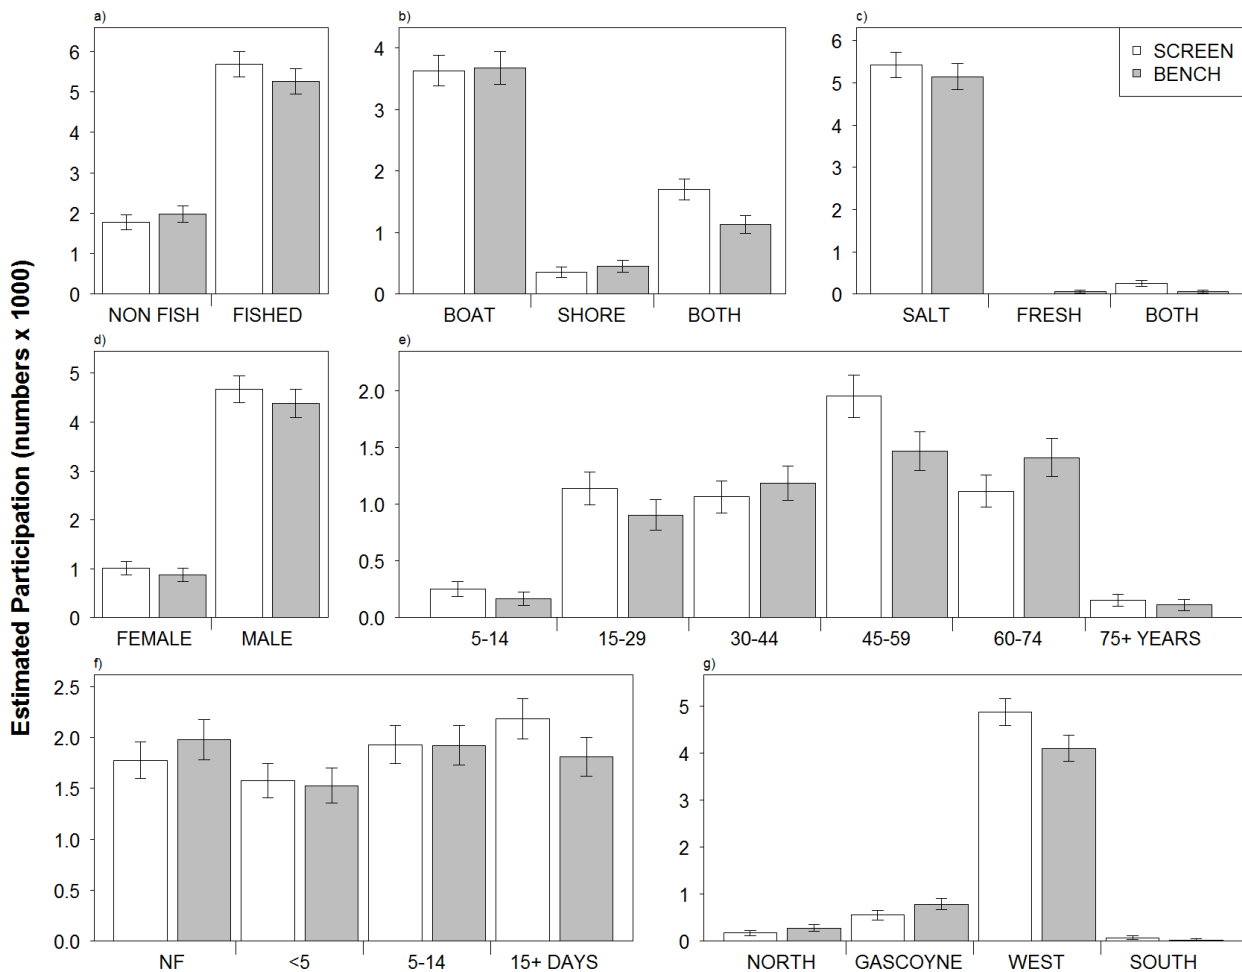 a)
6
5
4
3
2
1
0
NON FISH FISHED
b)
4
3
2
1
0
BOAT SHORE BOTH
c)
SCREEN
BENCH
6
5
4
3
2
1
0
SALT FRESH BOTH
Estimated Participation (numbers x 1000)
d)
5
4
3
2
1
0
FEMALE MALE
e)
2.0
1.5
1.0
0.5
0.0
5-14 15-29 30-44 45-59 60-74 75+ YEARS
f)
2.5
2.0
1.5
1.0
0.5
0.0
NF <5 5-14 15+ DAYS
g)
5
4
3
2
1
0
NORTH GASCOYNE WEST SOUTH